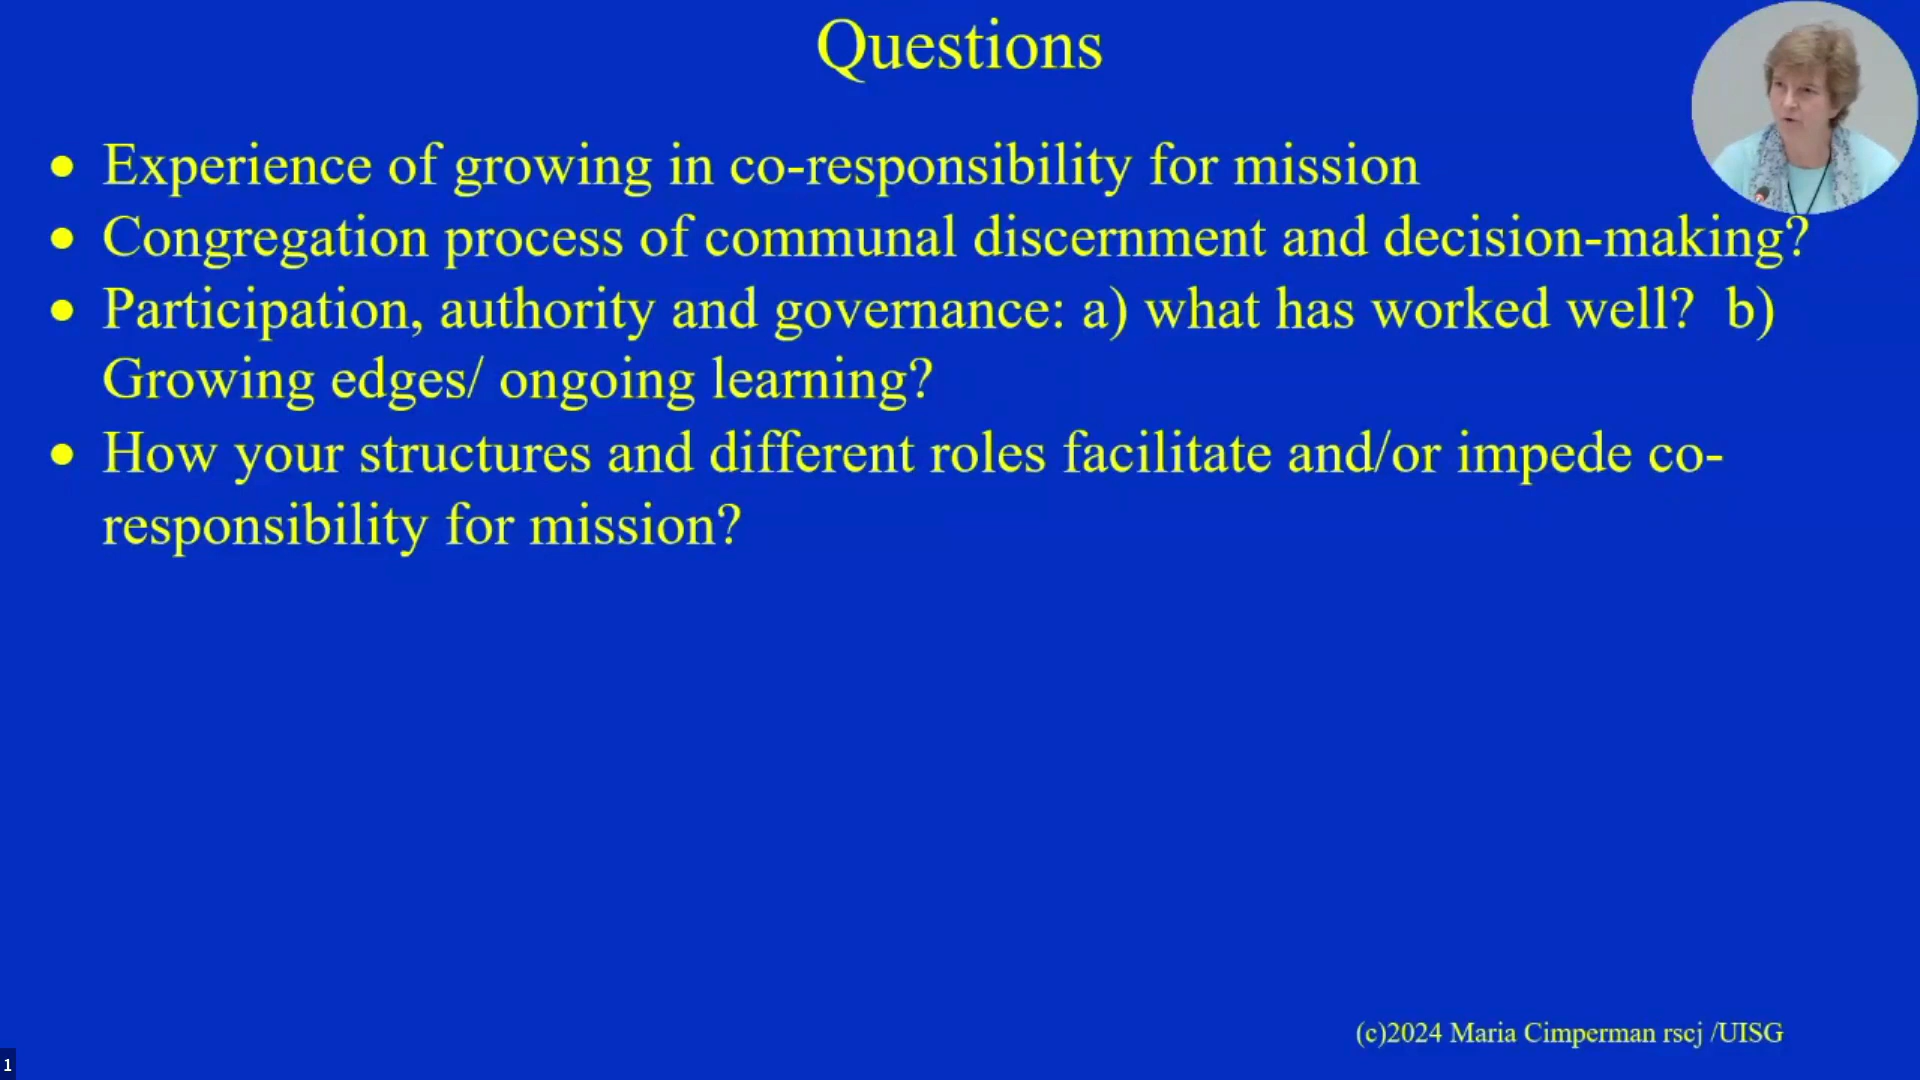 Questions
• Experience of growing in co-responsibility for mission
• Congregation process of communal discernment and decision-making?
• Participation, authority and governance: a) what has worked well?  b)
Growing edges/ ongoing learning?
• How your structures and different roles facilitate and/or impede co-
responsibility for mission?
(c)2024 Maria Cimperman rscj /UISG
1